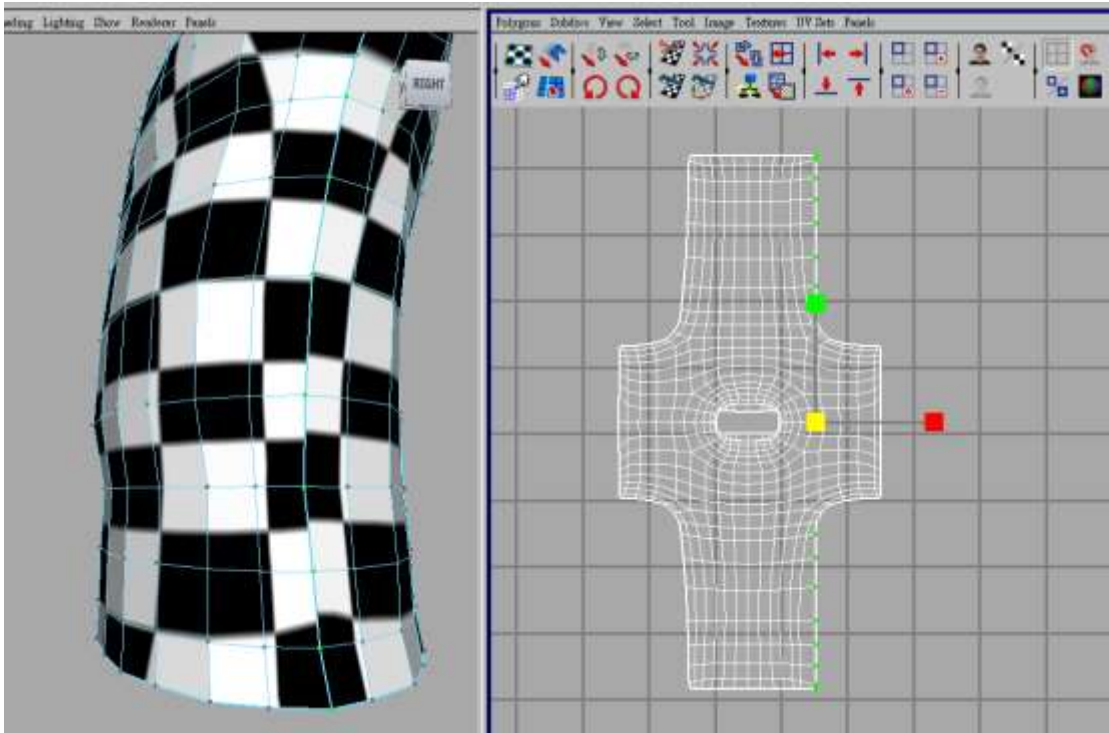 Lighting Show Renderer Panels
RIGHT
Polygons Subdivs View Select Tool Image Textures UV Sets Panels